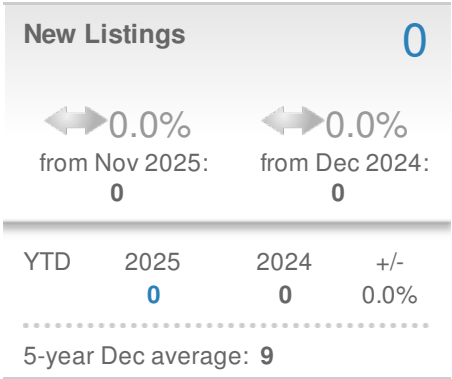 New Listings 0
0.0% 0.0%
from Nov 2025: from Dec 2024:
0 0
YTD 2025 2024 +/-
0 0 0.0%
5-year Dec average: 9